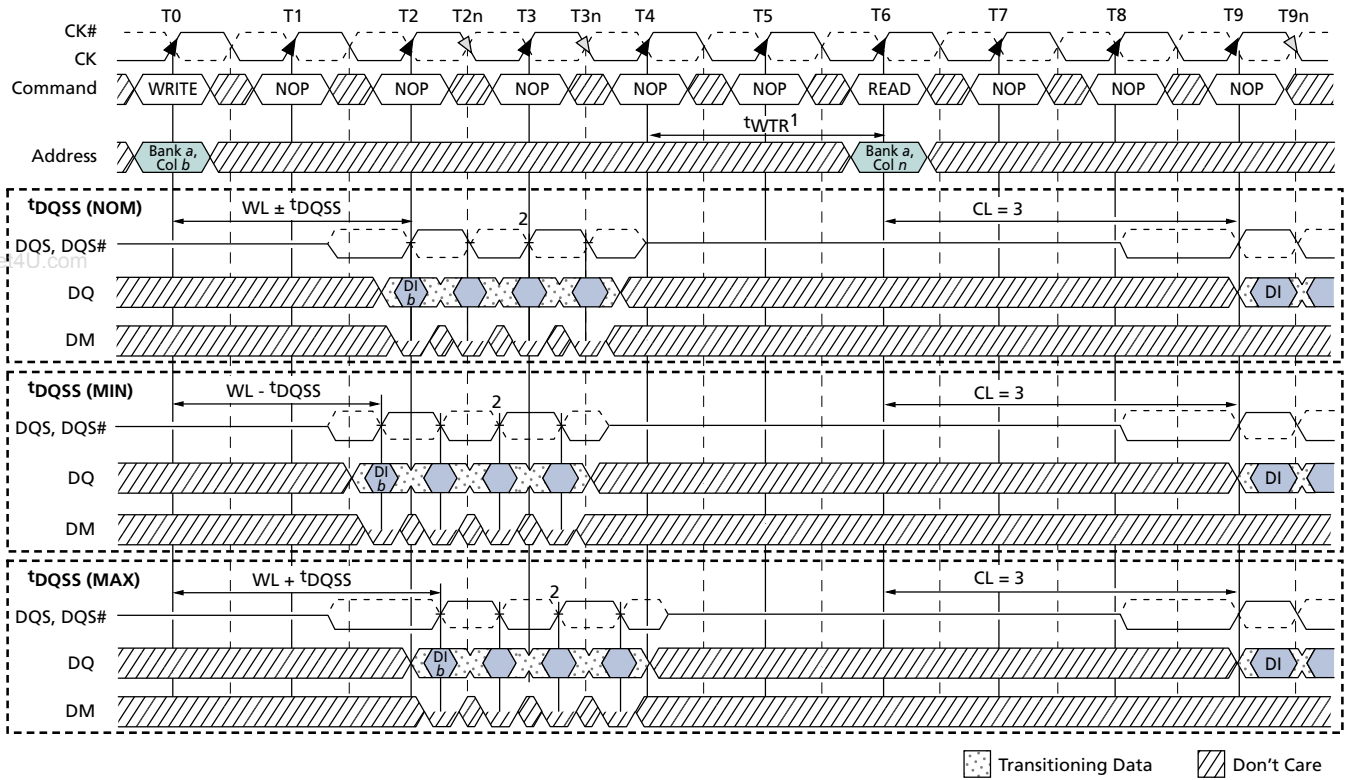 T0 T1 T2 T2n T3 T3n T4 T5 T6 T7 T8 T9 T9n
CK#
CK
Command WRITE NOP NOP NOP NOP NOP READ NOP NOP NOP
tWTR1
Address Bank a, Col b Bank a, Col n
tDQSS (NOM) WL ± tDQSS CL = 3
2
DQS, DQS#
DQ DI b DI
DM
tDQSS (MIN) WL - tDQSS CL = 3
2
DQS, DQS#
DQ DI b DI
DM
tDQSS (MAX) WL + tDQSS CL = 3
2
DQS, DQS#
DQ DI b DI
DM
Transitioning Data Don't Care